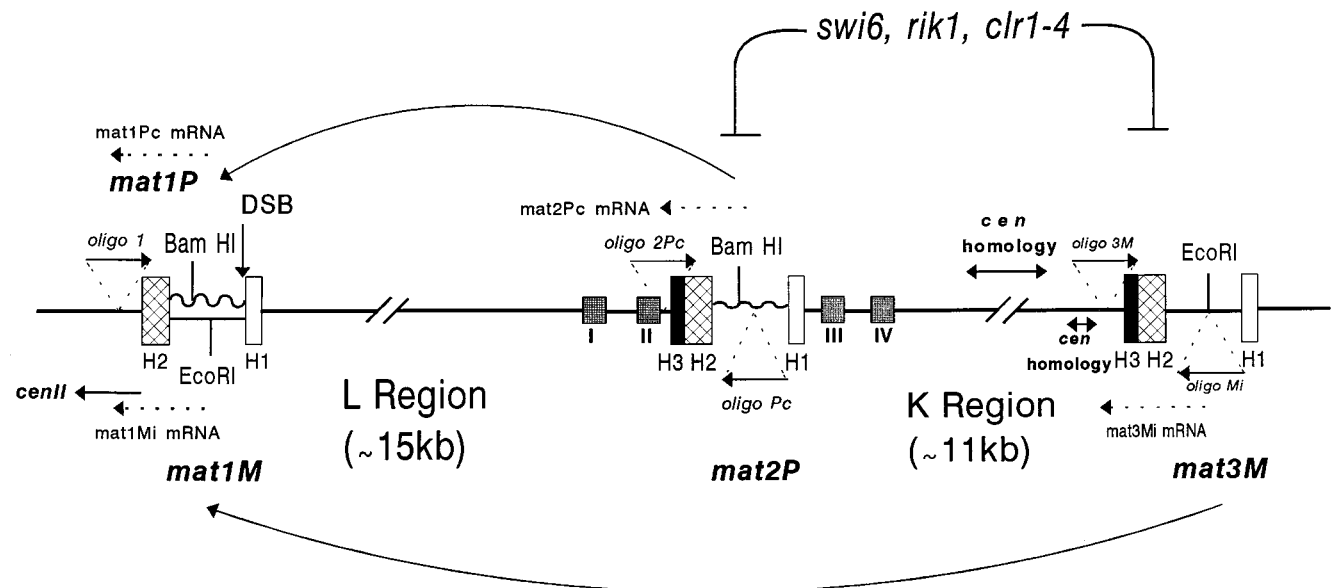 swi6, rik1, clr1-4
mat1Pc mRNA
mat1P
DSB
mat2Pc mRNA
oligo 1
Bam HI
oligo 2Pc
Bam HI
cen
homology
oligo 3M
EcoRI
I
II
III
IV
cen
homology
H2
H1
H3
H2
H1
H3
H2
H1
EcoRI
cenII
oligo Pc
oligo Mi
mat1Mi mRNA
L Region
(~15kb)
K Region
(~11kb)
mat3Mi mRNA
mat1M
mat2P
mat3M